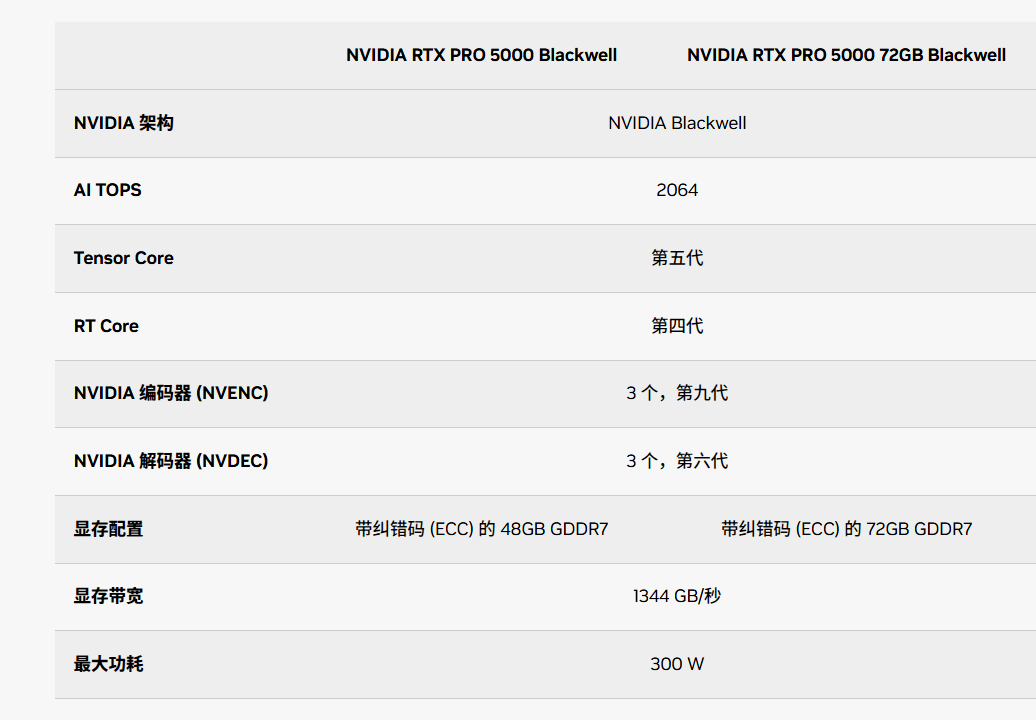 NVIDIA RTX PRO 5000 Blackwell NVIDIA RTX PRO 5000 72GB Blackwell
NVIDIA 架构 NVIDIA Blackwell
AI TOPS 2064
Tensor Core 第五代
RT Core 第四代
NVIDIA 编码器 (NVENC) 3 个，第九代
NVIDIA 解码器 (NVDEC) 3 个，第六代
显存配置 带纠错码 (ECC) 的 48GB GDDR7 带纠错码 (ECC) 的 72GB GDDR7
显存带宽 1344 GB/秒
最大功耗 300 W